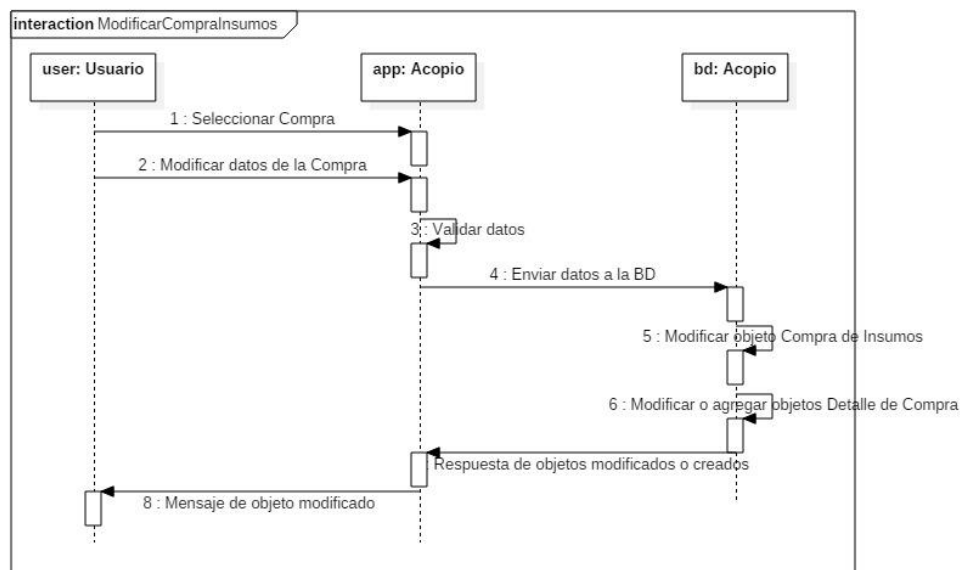 interaction ModificarCompraInsumos
user: Usuario
app: Acopio
bd: Acopio
1 : Seleccionar Compra
2 : Modificar datos de la Compra
3 : Validar datos
4 : Enviar datos a la BD
5 : Modificar objeto Compra de Insumos
6 : Modificar o agregar objetos Detalle de Compra
: Respuesta de objetos modificados o creados
8 : Mensaje de objeto modificado